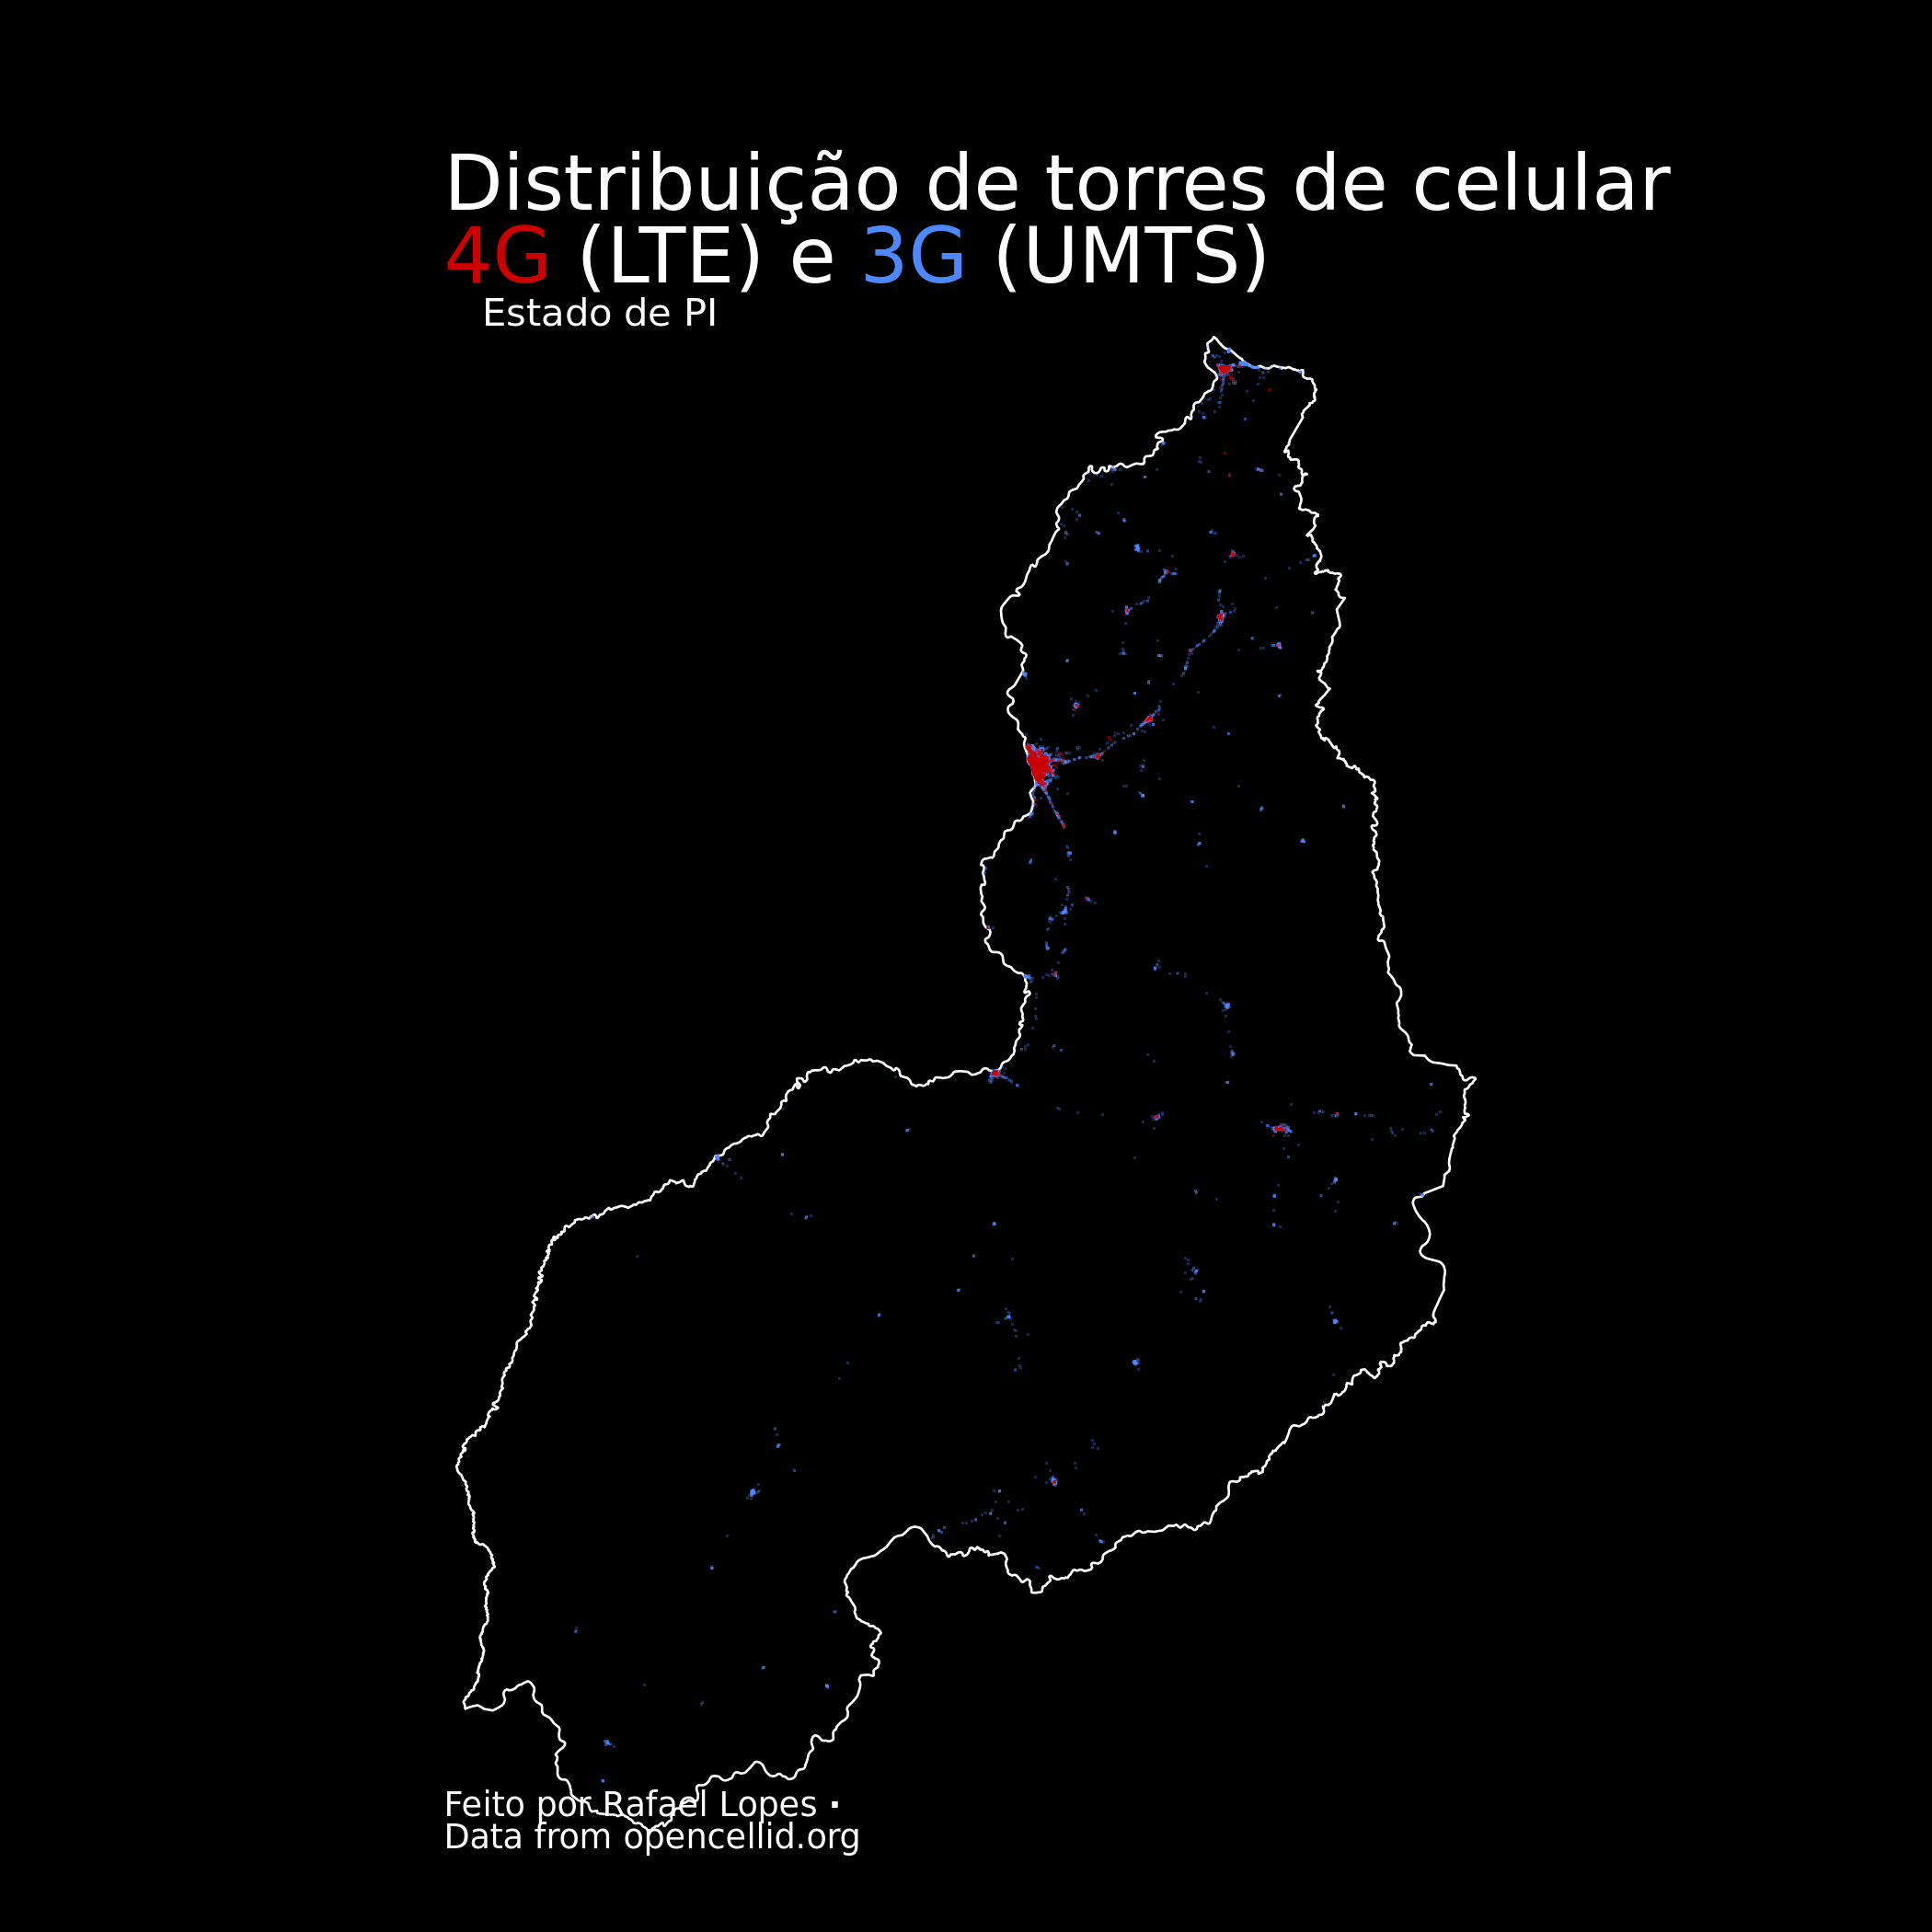 Distribuição de torres de celular
4G (LTE) e 3G (UMTS)
Estado de PI
Feito por Rafael Lopes ·
Data from opencellid.org